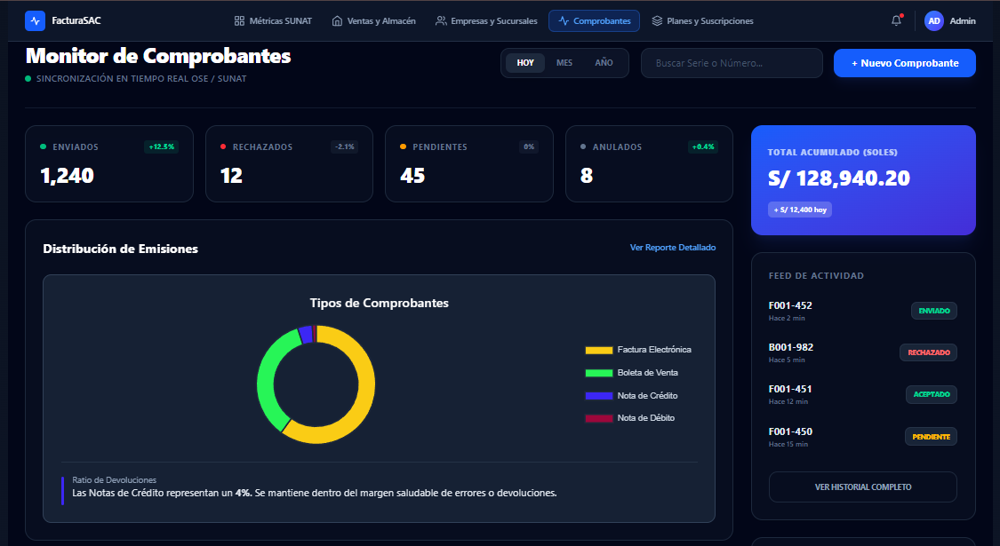 FacturaSAC
Métricas SUNAT
Ventas y Almacén
Empresas y Sucursales
Comprobantes
Planes y Suscripciones
AD
Admin
Monitor de Comprobantes
SINCRONIZACIÓN EN TIEMPO REAL OSE / SUNAT
HOY
MES
AÑO
Buscar Serie o Número...
+ Nuevo Comprobante
ENVIADOS
+12.5%
1,240
RECHAZADOS
-2.1%
12
PENDIENTES
0%
45
ANULADOS
+0.4%
8
TOTAL ACUMULADO (SOLES)
S/ 128,940.20
+ S/ 12,400 hoy
Distribución de Emisiones
Ver Reporte Detallado
Tipos de Comprobantes
Factura Electrónica
Boleta de Venta
Nota de Crédito
Nota de Débito
Ratio de Devoluciones
Las Notas de Crédito representan un 4%. Se mantiene dentro del margen saludable de errores o devoluciones.
FEED DE ACTIVIDAD
F001-452
Hace 2 min
ENVIADO
B001-982
Hace 5 min
RECHAZADO
F001-451
Hace 12 min
ACEPTADO
F001-450
Hace 15 min
PENDIENTE
VER HISTORIAL COMPLETO